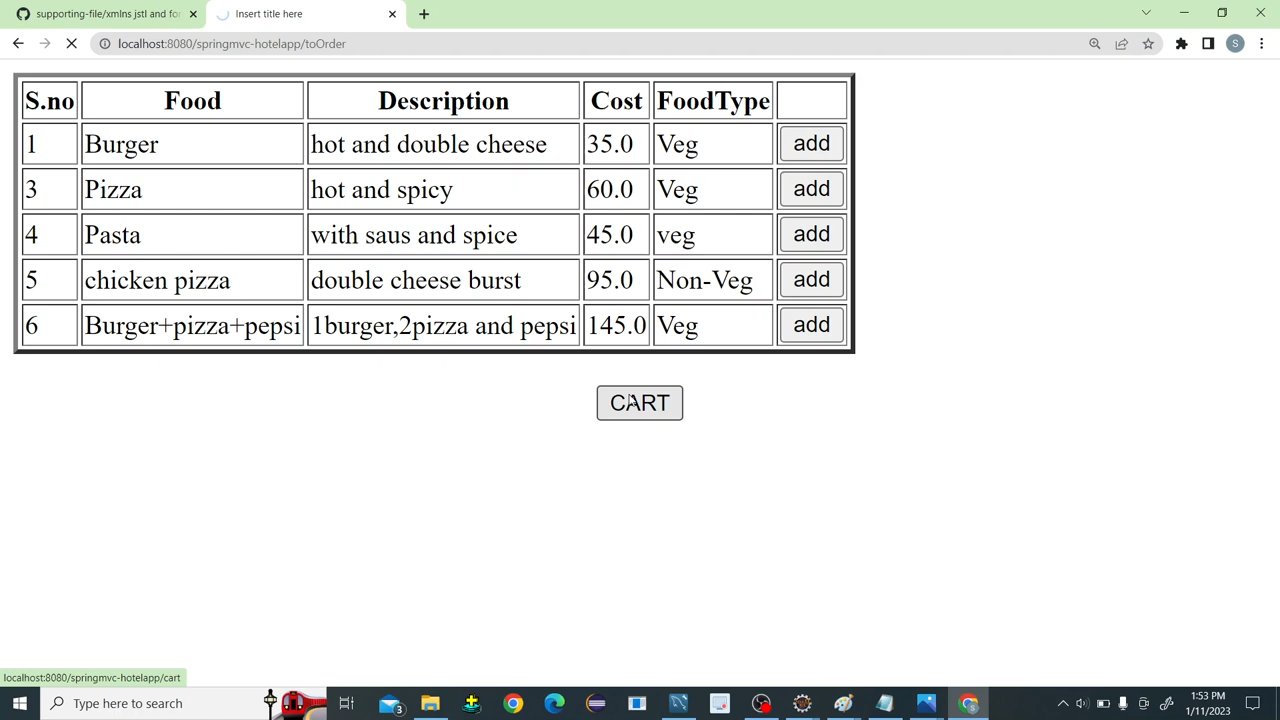 supporting-file/xmlns jstl and for
Insert title here
localhost:8080/springmvc-hotelapp/toOrder
S
S.no Food Description Cost FoodType
1 Burger hot and double cheese 35.0 Veg add
3 Pizza hot and spicy 60.0 Veg add
4 Pasta with saus and spice 45.0 veg add
5 chicken pizza double cheese burst 95.0 Non-Veg add
6 Burger+pizza+pepsi 1burger,2pizza and pepsi 145.0 Veg add
CART
localhost:8080/springmvc-hotelapp/cart
Type here to search
3
1:53 PM
1/11/2023